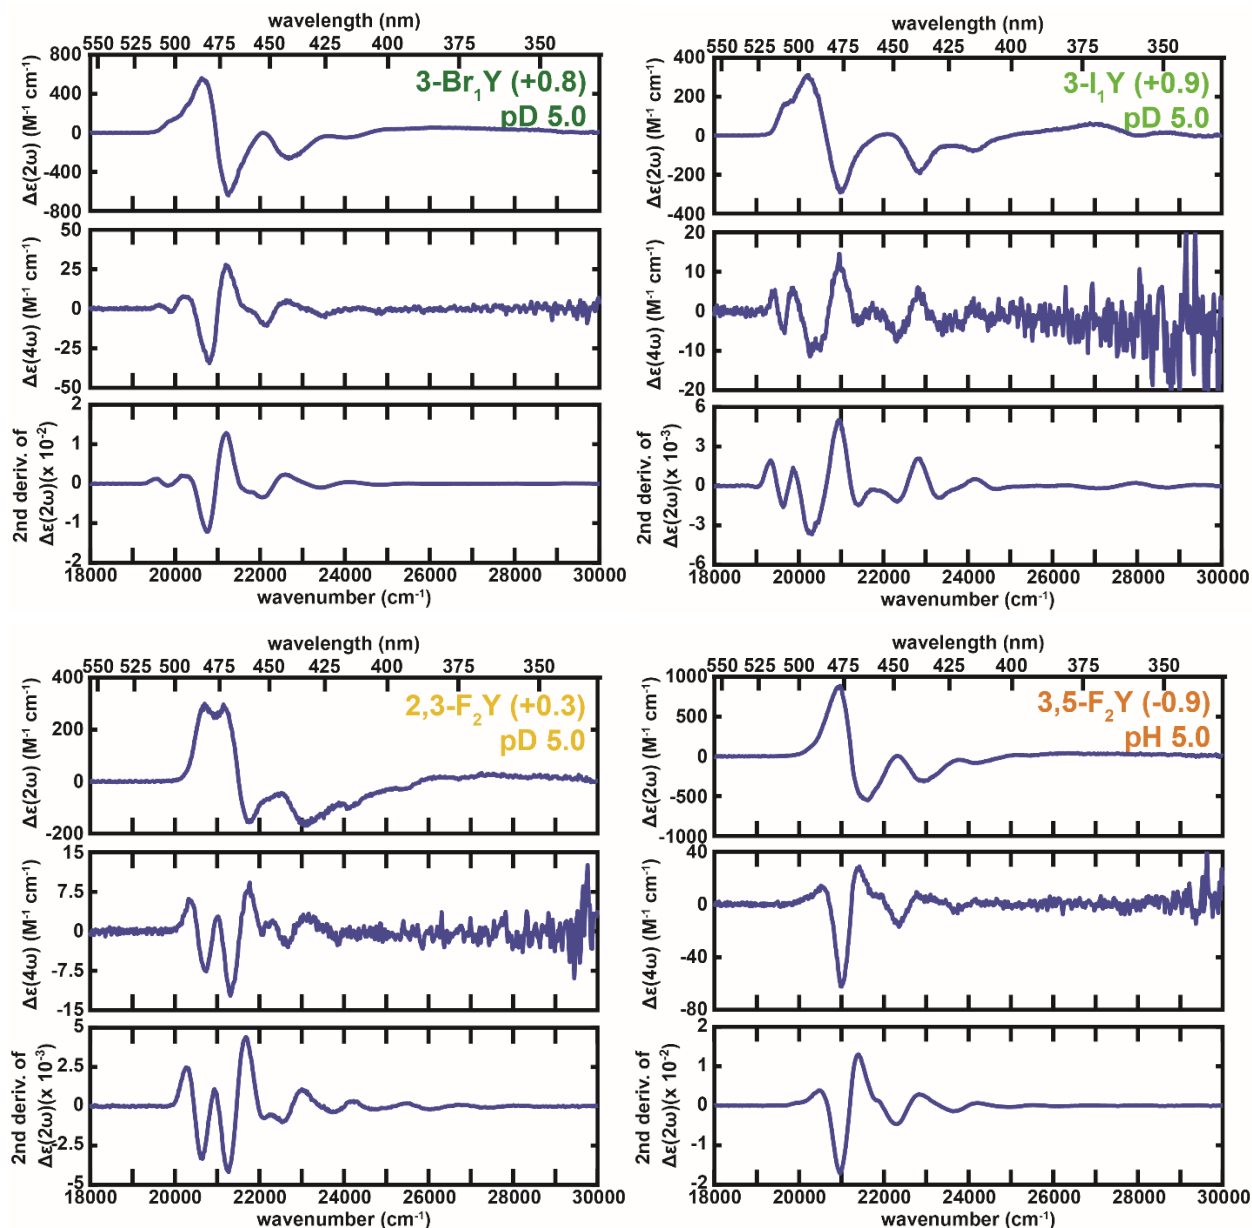 wavelength (nm)
550 525 500 475 450 425 400 375 350
800
400
0
-400
-800
Δε(2ω) (M⁻¹ cm⁻¹)
3-Br₁Y (+0.8)
pD 5.0
50
25
0
-25
-50
Δε(4ω) (M⁻¹ cm⁻¹)
2
1
0
-1
-2
2nd deriv. of
Δε(2ω)(x 10⁻²)
18000 20000 22000 24000 26000 28000 30000
wavenumber (cm⁻¹)
wavelength (nm)
550 525 500 475 450 425 400 375 350
400
200
0
-200
-400
Δε(2ω) (M⁻¹ cm⁻¹)
3-I₁Y (+0.9)
pD 5.0
20
10
0
-10
-20
Δε(4ω) (M⁻¹ cm⁻¹)
6
3
0
-3
-6
2nd deriv. of
Δε(2ω)(x 10⁻³)
18000 20000 22000 24000 26000 28000 30000
wavenumber (cm⁻¹)
wavelength (nm)
550 525 500 475 450 425 400 375 350
400
200
0
-200
Δε(2ω) (M⁻¹ cm⁻¹)
2,3-F₂Y (+0.3)
pD 5.0
15
7.5
0
-7.5
-15
Δε(4ω) (M⁻¹ cm⁻¹)
5
2.5
0
-2.5
-5
2nd deriv. of
Δε(2ω)(x 10⁻³)
18000 20000 22000 24000 26000 28000 30000
wavenumber (cm⁻¹)
wavelength (nm)
550 525 500 475 450 425 400 375 350
1000
500
0
-500
-1000
Δε(2ω) (M⁻¹ cm⁻¹)
3,5-F₂Y (-0.9)
pH 5.0
40
0
-40
-80
Δε(4ω) (M⁻¹ cm⁻¹)
2
1
0
-1
-2
2nd deriv. of
Δε(2ω)(x 10⁻²)
18000 20000 22000 24000 26000 28000 30000
wavenumber (cm⁻¹)